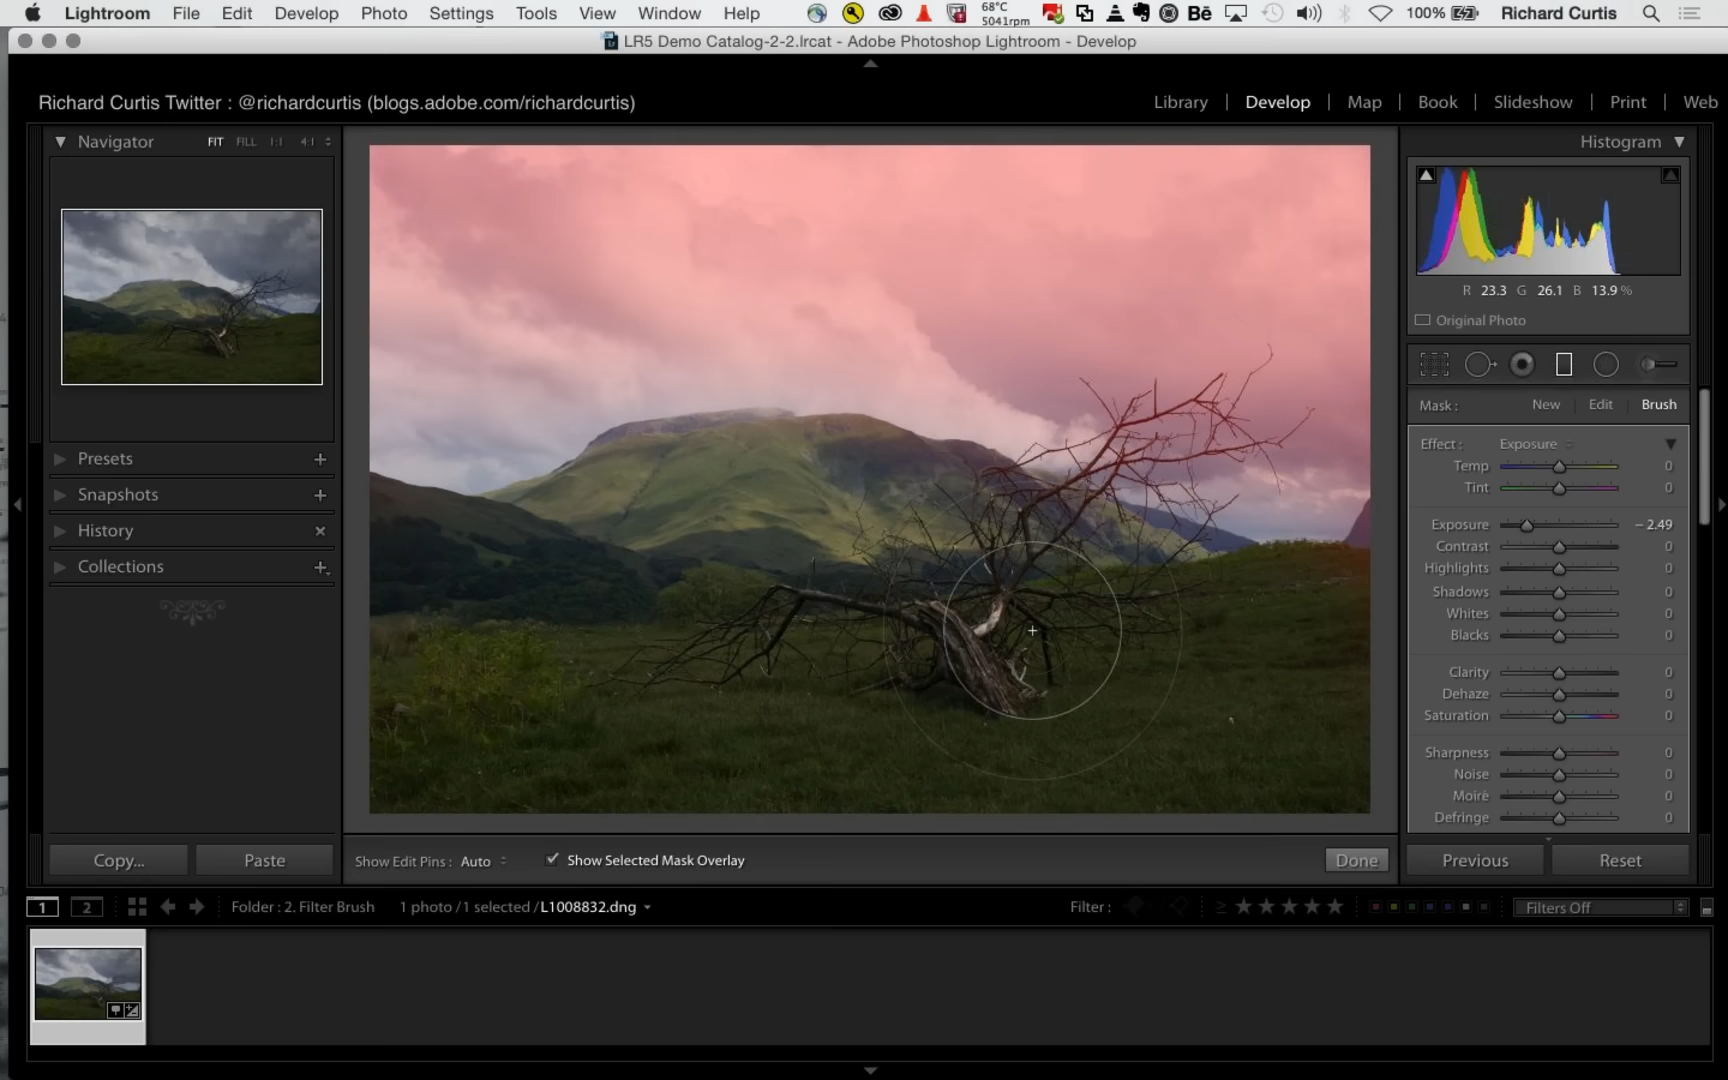 Lightroom File Edit Develop Photo Settings Tools View Window Help 68°C 5041rpm Bē 100% Richard Curtis
LR5 Demo Catalog-2-2.lrcat - Adobe Photoshop Lightroom - Develop
Richard Curtis Twitter : @richardcurtis (blogs.adobe.com/richardcurtis)
Library | Develop | Map | Book | Slideshow | Print | Web
Navigator FIT FILL 1:1 4:1
Histogram
R 23.3 G 26.1 B 13.9 %
Original Photo
Mask : New Edit Brush
Effect : Exposure
Temp 0
Tint 0
Exposure – 2.49
Contrast 0
Highlights 0
Shadows 0
Whites 0
Blacks 0
Clarity 0
Dehaze 0
Saturation 0
Sharpness 0
Noise 0
Moiré 0
Defringe 0
Presets +
Snapshots +
History ×
Collections +
Copy... Paste
Show Edit Pins : Auto Show Selected Mask Overlay Done
Previous Reset
1 2 Folder : 2. Filter Brush 1 photo / 1 selected / L1008832.dng
Filter : ≥ ★ ★ ★ ★ ★ Filters Off